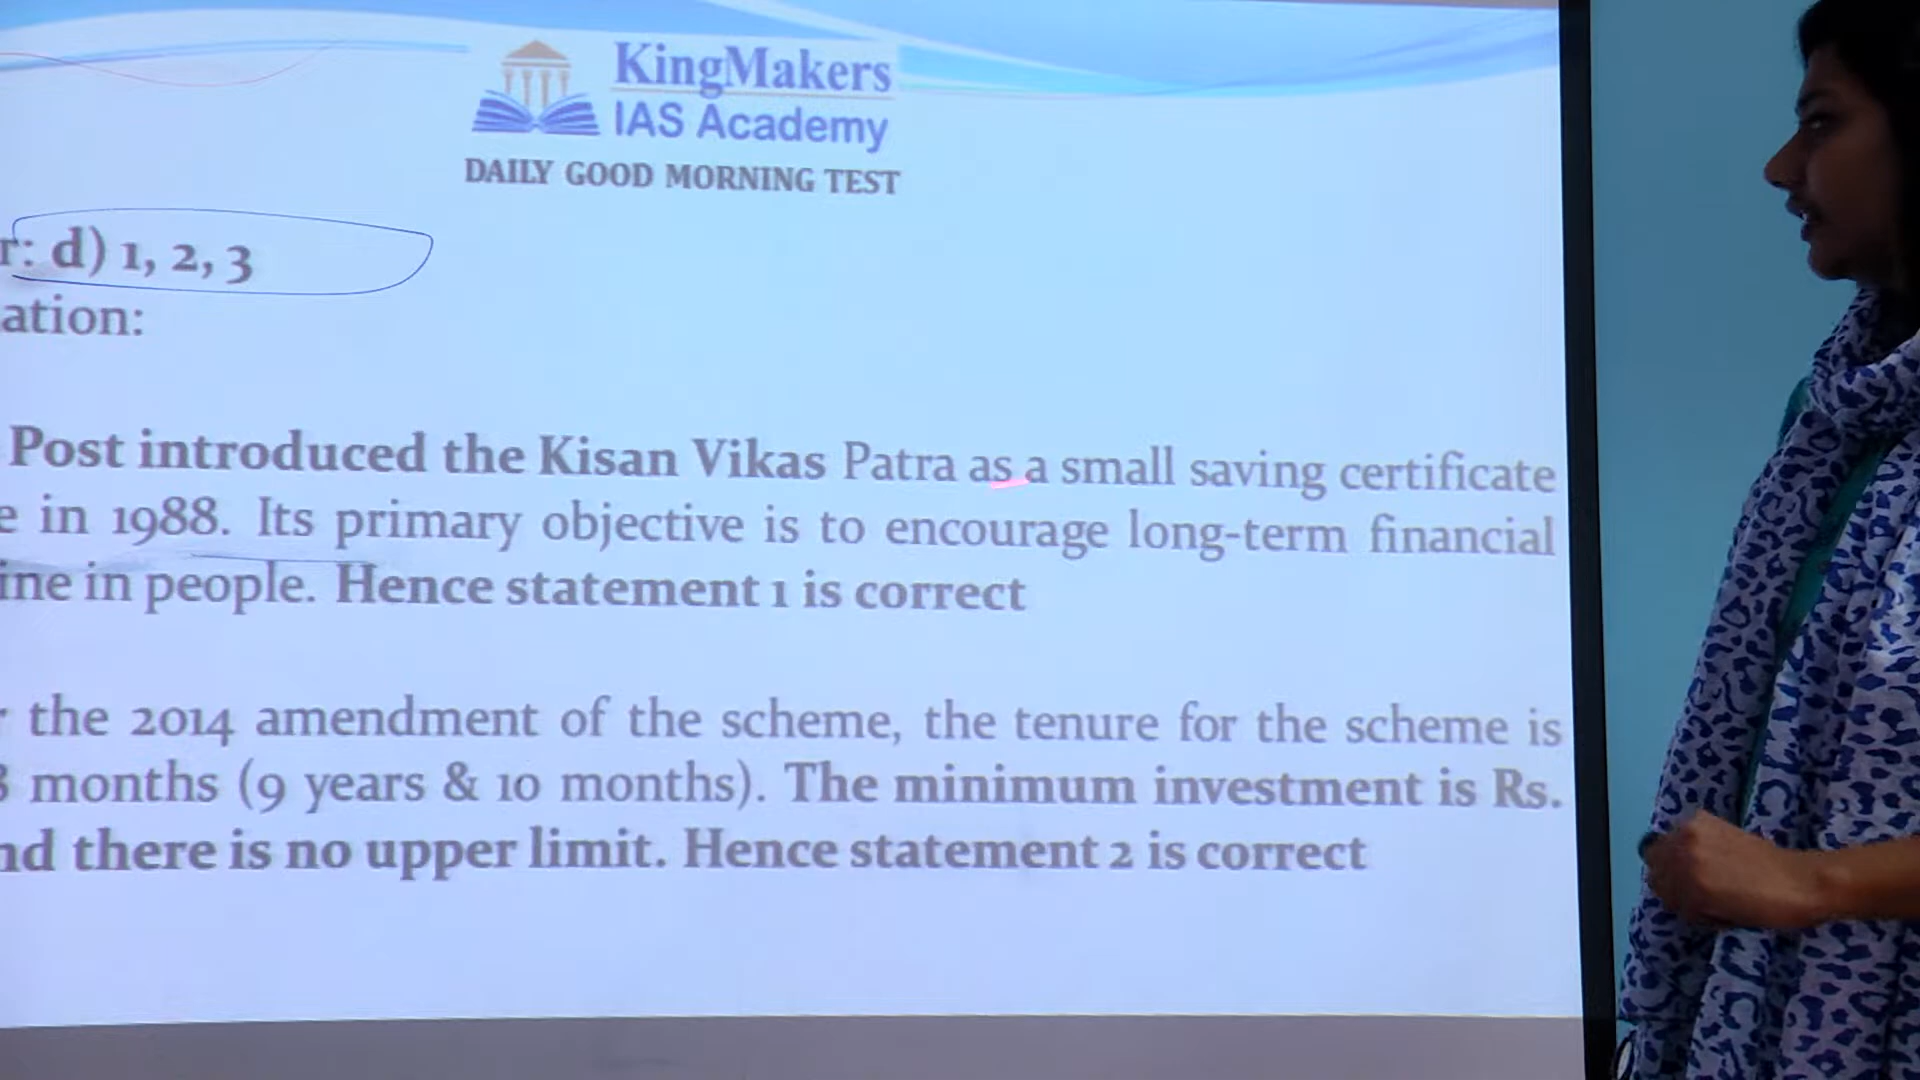 KingMakers
IAS Academy
DAILY GOOD MORNING TEST
r: d) 1, 2, 3
ation:
Post introduced the Kisan Vikas Patra as a small saving certificate
e in 1988. Its primary objective is to encourage long-term financial
ine in people. Hence statement 1 is correct
the 2014 amendment of the scheme, the tenure for the scheme is
months (9 years & 10 months). The minimum investment is Rs.
nd there is no upper limit. Hence statement 2 is correct